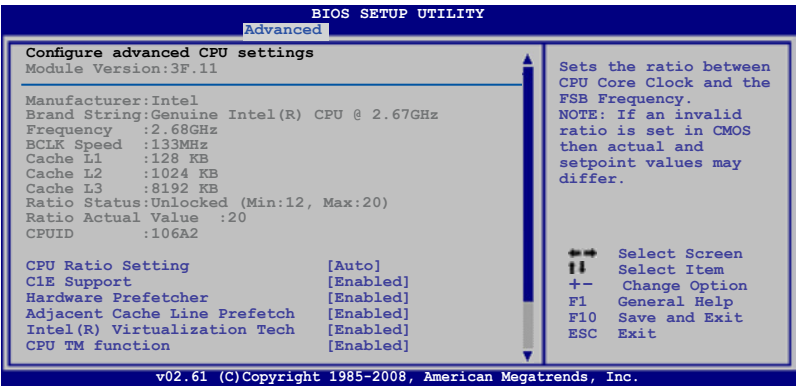 BIOS SETUP UTILITY
Advanced
Configure advanced CPU settings
Module Version:3F.11
Manufacturer:Intel
Brand String:Genuine Intel(R) CPU @ 2.67GHz
Frequency :2.68GHz
BCLK Speed :133MHz
Cache L1 :128 KB
Cache L2 :1024 KB
Cache L3 :8192 KB
Ratio Status:Unlocked (Min:12, Max:20)
Ratio Actual Value :20
CPUID :106A2
CPU Ratio Setting [Auto]
C1E Support [Enabled]
Hardware Prefetcher [Enabled]
Adjacent Cache Line Prefetch [Enabled]
Intel(R) Virtualization Tech [Enabled]
CPU TM function [Enabled]
Sets the ratio between
CPU Core Clock and the
FSB Frequency.
NOTE: If an invalid
ratio is set in CMOS
then actual and
setpoint values may
differ.
Select Screen
Select Item
+- Change Option
F1 General Help
F10 Save and Exit
ESC Exit
v02.61 (C)Copyright 1985-2008, American Megatrends, Inc.